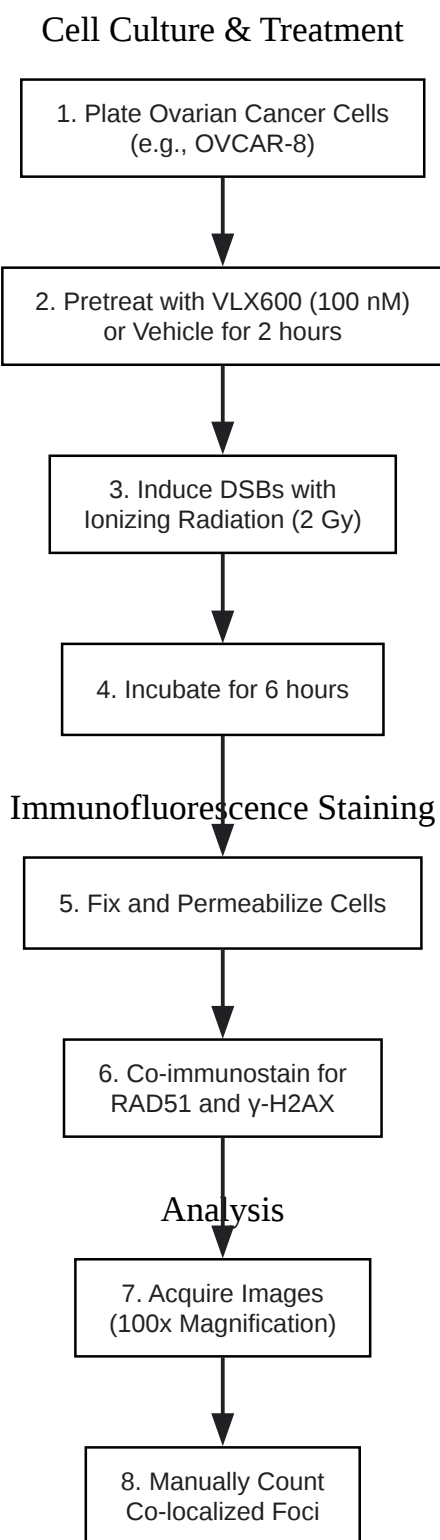 Cell Culture & Treatment
1. Plate Ovarian Cancer Cells
(e.g., OVCAR-8)
2. Pretreat with VLX600 (100 nM)
or Vehicle for 2 hours
3. Induce DSBs with
Ionizing Radiation (2 Gy)
4. Incubate for 6 hours
Immunofluorescence Staining
5. Fix and Permeabilize Cells
6. Co-immunostain for
RAD51 and γ-H2AX
Analysis
7. Acquire Images
(100x Magnification)
8. Manually Count
Co-localized Foci